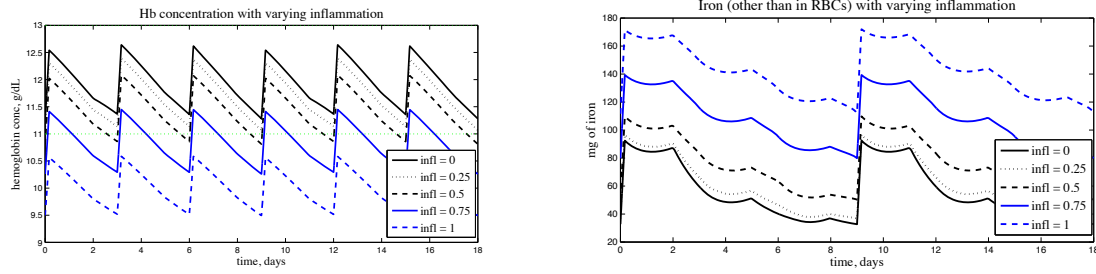 Hb concentration with varying inflammation
hemoglobin conc, g/dL
13
12.5
12
11.5
11
10.5
10
9.5
9
0
2
4
6
8
10
12
14
16
18
time, days
infl = 0
infl = 0.25
infl = 0.5
infl = 0.75
infl = 1
Iron (other than in RBCs) with varying inflammation
mg of iron
180
160
140
120
100
80
60
40
20
0
2
4
6
8
10
12
14
16
18
time, days
infl = 0
infl = 0.25
infl = 0.5
infl = 0.75
infl = 1